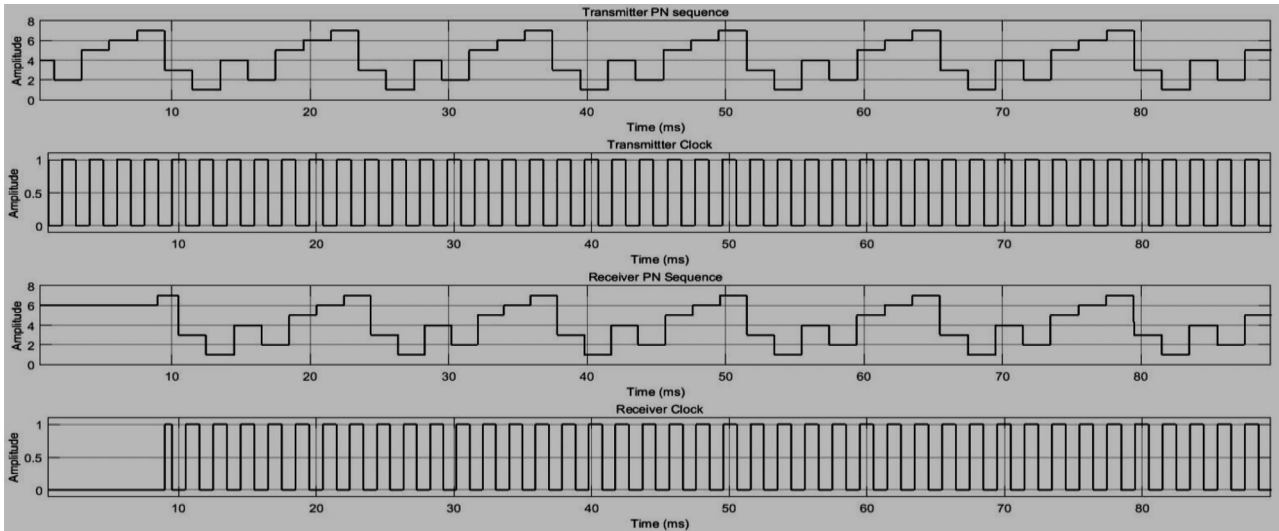 Transmitter PN sequence
Amplitude
8
6
4
2
0
10 20 30 40 50 60 70 80
Time (ms)
Transmittter Clock
Amplitude
1
0.5
0
10 20 30 40 50 60 70 80
Time (ms)
Receiver PN Sequence
Amplitude
8
6
4
2
0
10 20 30 40 50 60 70 80
Time (ms)
Receiver Clock
Amplitude
1
0.5
0
10 20 30 40 50 60 70 80
Time (ms)